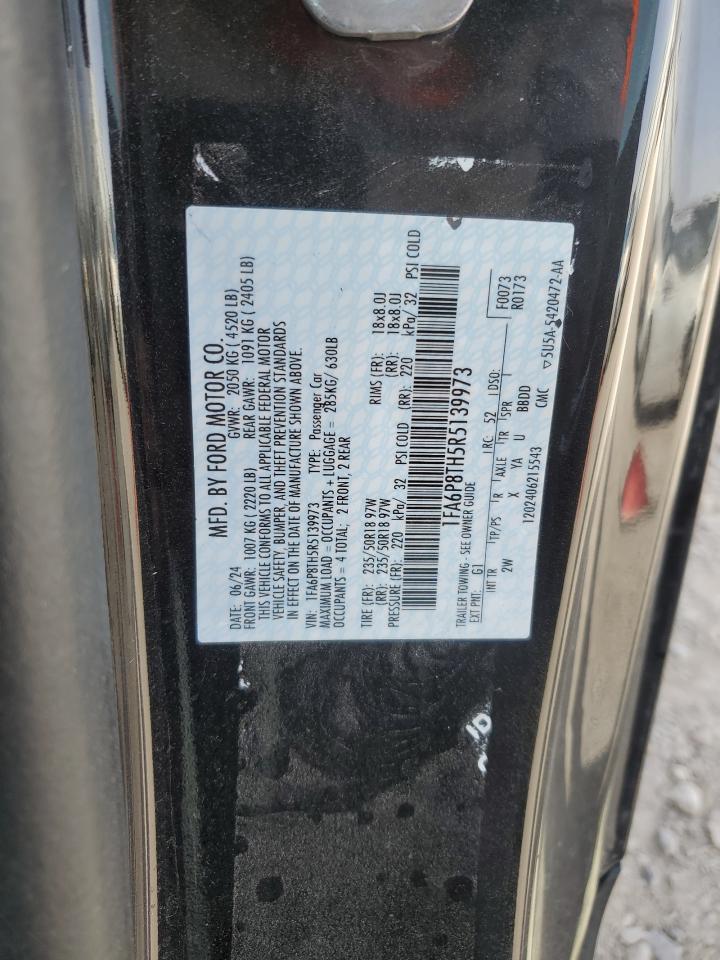 MFD. BY FORD MOTOR CO.
DATE: 06/24 GVWR: 2050 KG ( 4520 LB)
FRONT GAWR: 1007 KG ( 2220 LB) REAR GAWR: 1091 KG ( 2405 LB)
THIS VEHICLE CONFORMS TO ALL APPLICABLE FEDERAL MOTOR
VEHICLE SAFETY, BUMPER, AND THEFT PREVENTION STANDARDS
IN EFFECT ON THE DATE OF MANUFACTURE SHOWN ABOVE.
VIN: 1FA6P8TH5R5139973 TYPE: Passenger Car
MAXIMUM LOAD = OCCUPANTS + LUGGAGE = 285KG/ 630LB
OCCUPANTS = 4 TOTAL; 2 FRONT, 2 REAR
TIRE (FR): 235/50R18 97W RIMS (FR): 18x8.0J
(RR): 235/50R18 97W (RR): 18x8.0J
PRESSURE (FR): 220 kPa/ 32 PSI COLD (RR): 220 kPa/ 32 PSI COLD
1FA6P8TH5R5139973
TRAILER TOWING - SEE OWNER GUIDE
EXT PNT: G1 RC: 52 DSO: F0073
R0173
INT TR TP/PS R AXLE TR SPR
2W X YA U BBDD
1202406215543 CMC ▽5U5A-5420472-AA